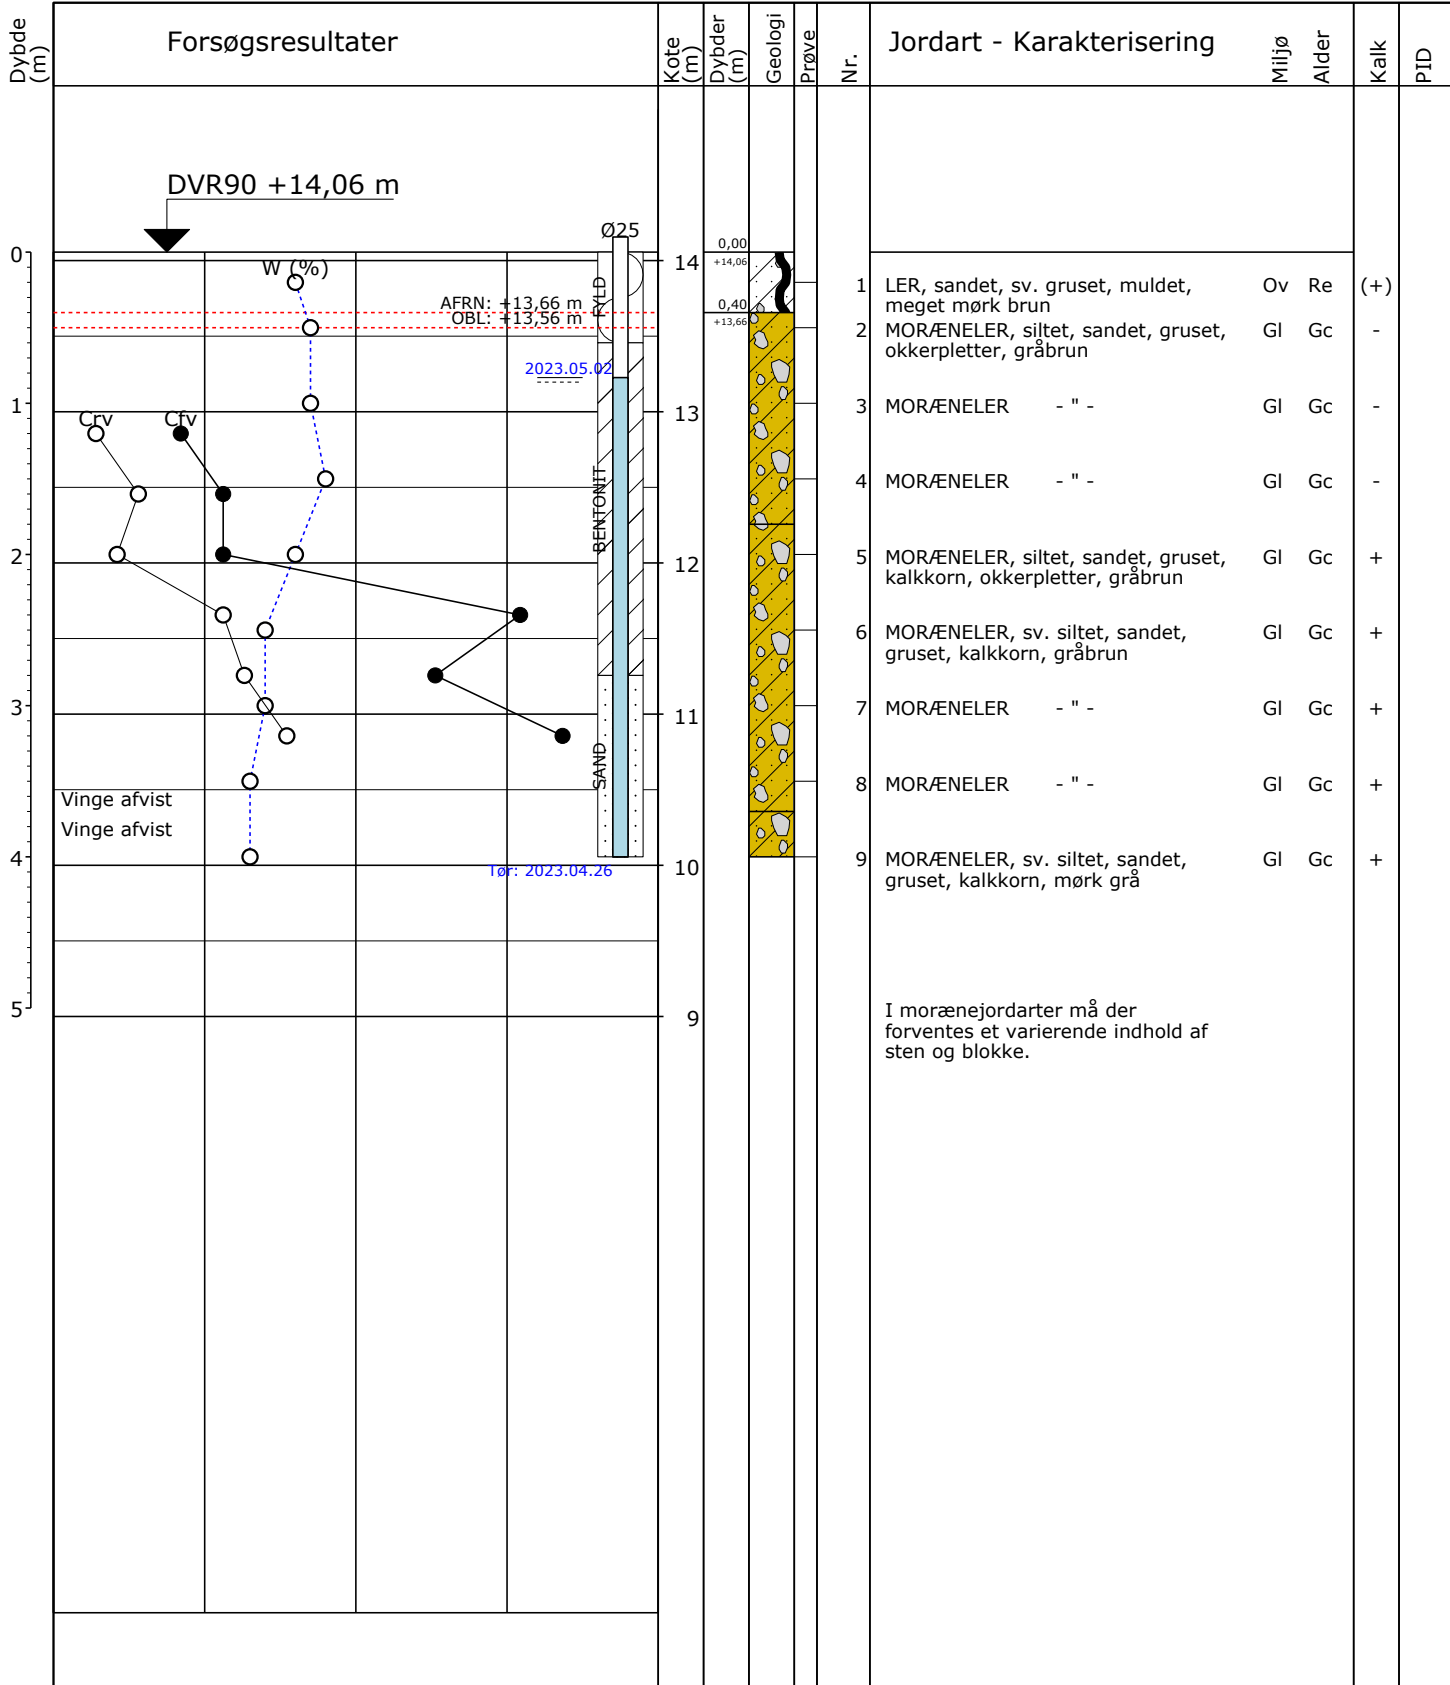 Dybde (m)
Forsøgsresultater
Kote (m)
Dybder (m)
Geologi
Prøve
Nr.
Jordart - Karakterisering
Miljø
Alder
Kalk
PID
DVR90 +14,06 m
Ø25
0
W (%)
14
0,00
+14,06
FYLD
1 LER, sandet, sv. gruset, muldet, Ov Re (+)
meget mørk brun
AFRN: +13,66 m
0,40
OBL: +13,56 m
+13,66
2 MORÆNELER, siltet, sandet, gruset, Gl Gc -
okkerpletter, gråbrun
2023.05.02
1
Crv
Cfv
13
3 MORÆNELER - " - Gl Gc -
BENTONIT
4 MORÆNELER - " - Gl Gc -
2
12
5 MORÆNELER, siltet, sandet, gruset, Gl Gc +
kalkkorn, okkerpletter, gråbrun
6 MORÆNELER, sv. siltet, sandet, Gl Gc +
gruset, kalkkorn, gråbrun
3
11
7 MORÆNELER - " - Gl Gc +
SAND
8 MORÆNELER - " - Gl Gc +
Vinge afvist
Vinge afvist
4
10
Tør: 2023.04.26
9 MORÆNELER, sv. siltet, sandet, Gl Gc +
gruset, kalkkorn, mørk grå
5
9
I morænejordarter må der
forventes et varierende indhold af
sten og blokke.